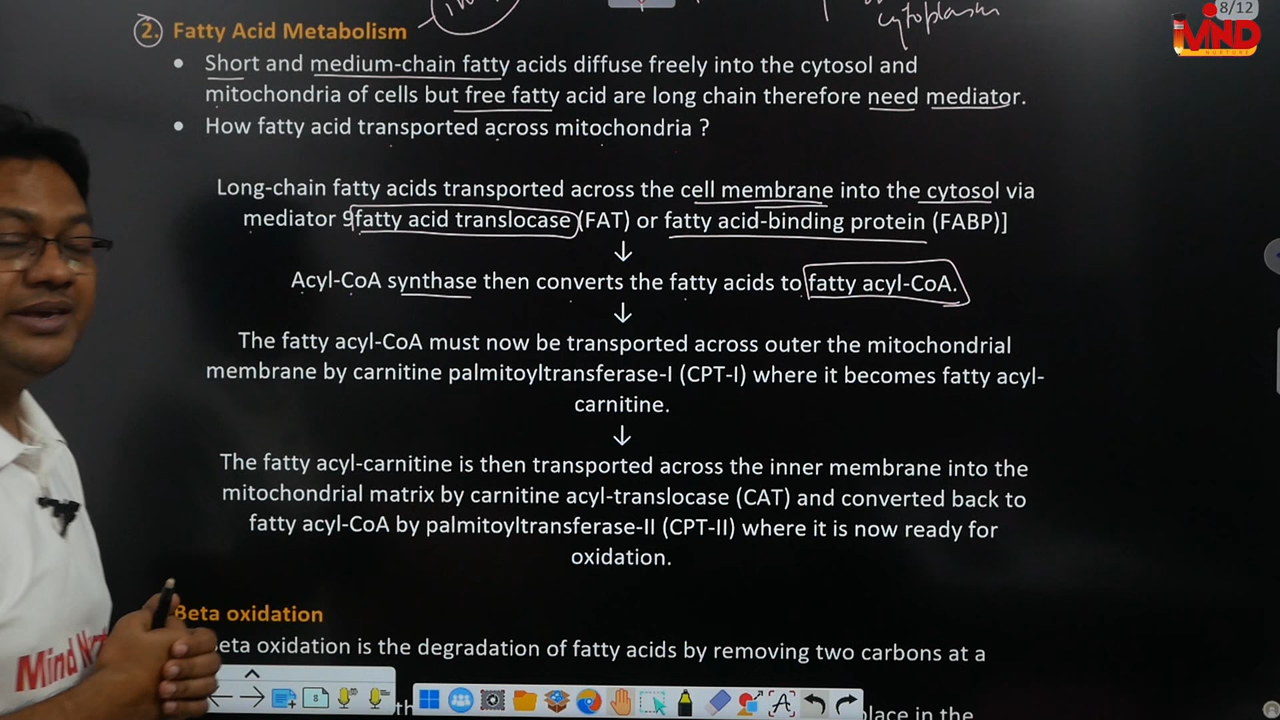 8/12
cytoplasm
MIND
NURTURE
2. Fatty Acid Metabolism
• Short and medium-chain fatty acids diffuse freely into the cytosol and
mitochondria of cells but free fatty acid are long chain therefore need mediator.
• How fatty acid transported across mitochondria ?
Long-chain fatty acids transported across the cell membrane into the cytosol via
mediator 9fatty acid translocase (FAT) or fatty acid-binding protein (FABP)]
↓
Acyl-CoA synthase then converts the fatty acids to fatty acyl-CoA.
↓
The fatty acyl-CoA must now be transported across outer the mitochondrial
membrane by carnitine palmitoyltransferase-I (CPT-I) where it becomes fatty acyl-
carnitine.
↓
The fatty acyl-carnitine is then transported across the inner membrane into the
mitochondrial matrix by carnitine acyl-translocase (CAT) and converted back to
fatty acyl-CoA by palmitoyltransferase-II (CPT-II) where it is now ready for
oxidation.
Beta oxidation
Beta oxidation is the degradation of fatty acids by removing two carbons at a
place in the
Mind